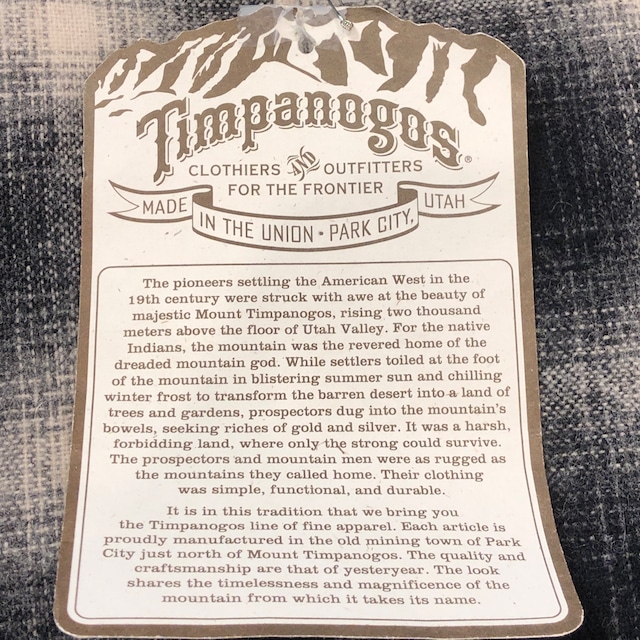 Timpanogos®
CLOTHIERS AND OUTFITTERS
FOR THE FRONTIER
MADE IN THE UNION - PARK CITY, UTAH
The pioneers settling the American West in the
19th century were struck with awe at the beauty of
majestic Mount Timpanogos, rising two thousand
meters above the floor of Utah Valley. For the native
Indians, the mountain was the revered home of the
dreaded mountain god. While settlers toiled at the foot
of the mountain in blistering summer sun and chilling
winter frost to transform the barren desert into a land of
trees and gardens, prospectors dug into the mountain's
bowels, seeking riches of gold and silver. It was a harsh,
forbidding land, where only the strong could survive.
The prospectors and mountain men were as rugged as
the mountains they called home. Their clothing
was simple, functional, and durable.
It is in this tradition that we bring you
the Timpanogos line of fine apparel. Each article is
proudly manufactured in the old mining town of Park
City just north of Mount Timpanogos. The quality and
craftsmanship are that of yesteryear. The look
shares the timelessness and magnificence of the
mountain from which it takes its name.